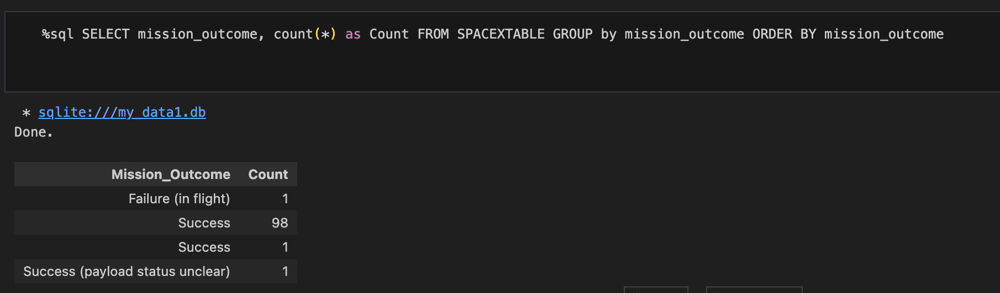 %sql SELECT mission_outcome, count(*) as Count FROM SPACEXTABLE GROUP by mission_outcome ORDER BY mission_outcome
* sqlite:///my_data1.db
Done.
Mission_Outcome Count
Failure (in flight) 1
Success 98
Success 1
Success (payload status unclear) 1